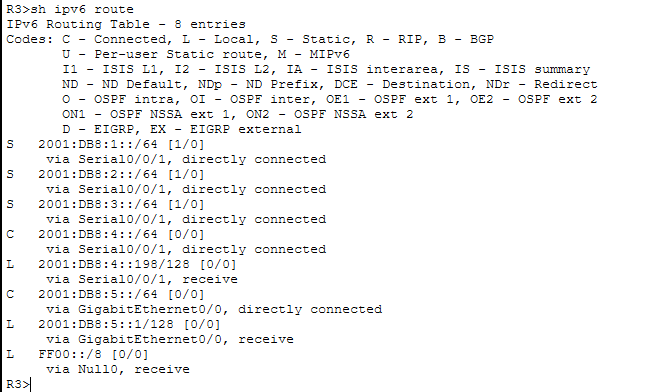 R3>sh ipv6 route
IPv6 Routing Table - 8 entries
Codes: C - Connected, L - Local, S - Static, R - RIP, B - BGP
       U - Per-user Static route, M - MIPv6
       I1 - ISIS L1, I2 - ISIS L2, IA - ISIS interarea, IS - ISIS summary
       ND - ND Default, NDp - ND Prefix, DCE - Destination, NDr - Redirect
       O - OSPF intra, OI - OSPF inter, OE1 - OSPF ext 1, OE2 - OSPF ext 2
       ON1 - OSPF NSSA ext 1, ON2 - OSPF NSSA ext 2
       D - EIGRP, EX - EIGRP external
S   2001:DB8:1::/64 [1/0]
     via Serial0/0/1, directly connected
S   2001:DB8:2::/64 [1/0]
     via Serial0/0/1, directly connected
S   2001:DB8:3::/64 [1/0]
     via Serial0/0/1, directly connected
C   2001:DB8:4::/64 [0/0]
     via Serial0/0/1, directly connected
L   2001:DB8:4::198/128 [0/0]
     via Serial0/0/1, receive
C   2001:DB8:5::/64 [0/0]
     via GigabitEthernet0/0, directly connected
L   2001:DB8:5::1/128 [0/0]
     via GigabitEthernet0/0, receive
L   FF00::/8 [0/0]
     via Null0, receive
R3>